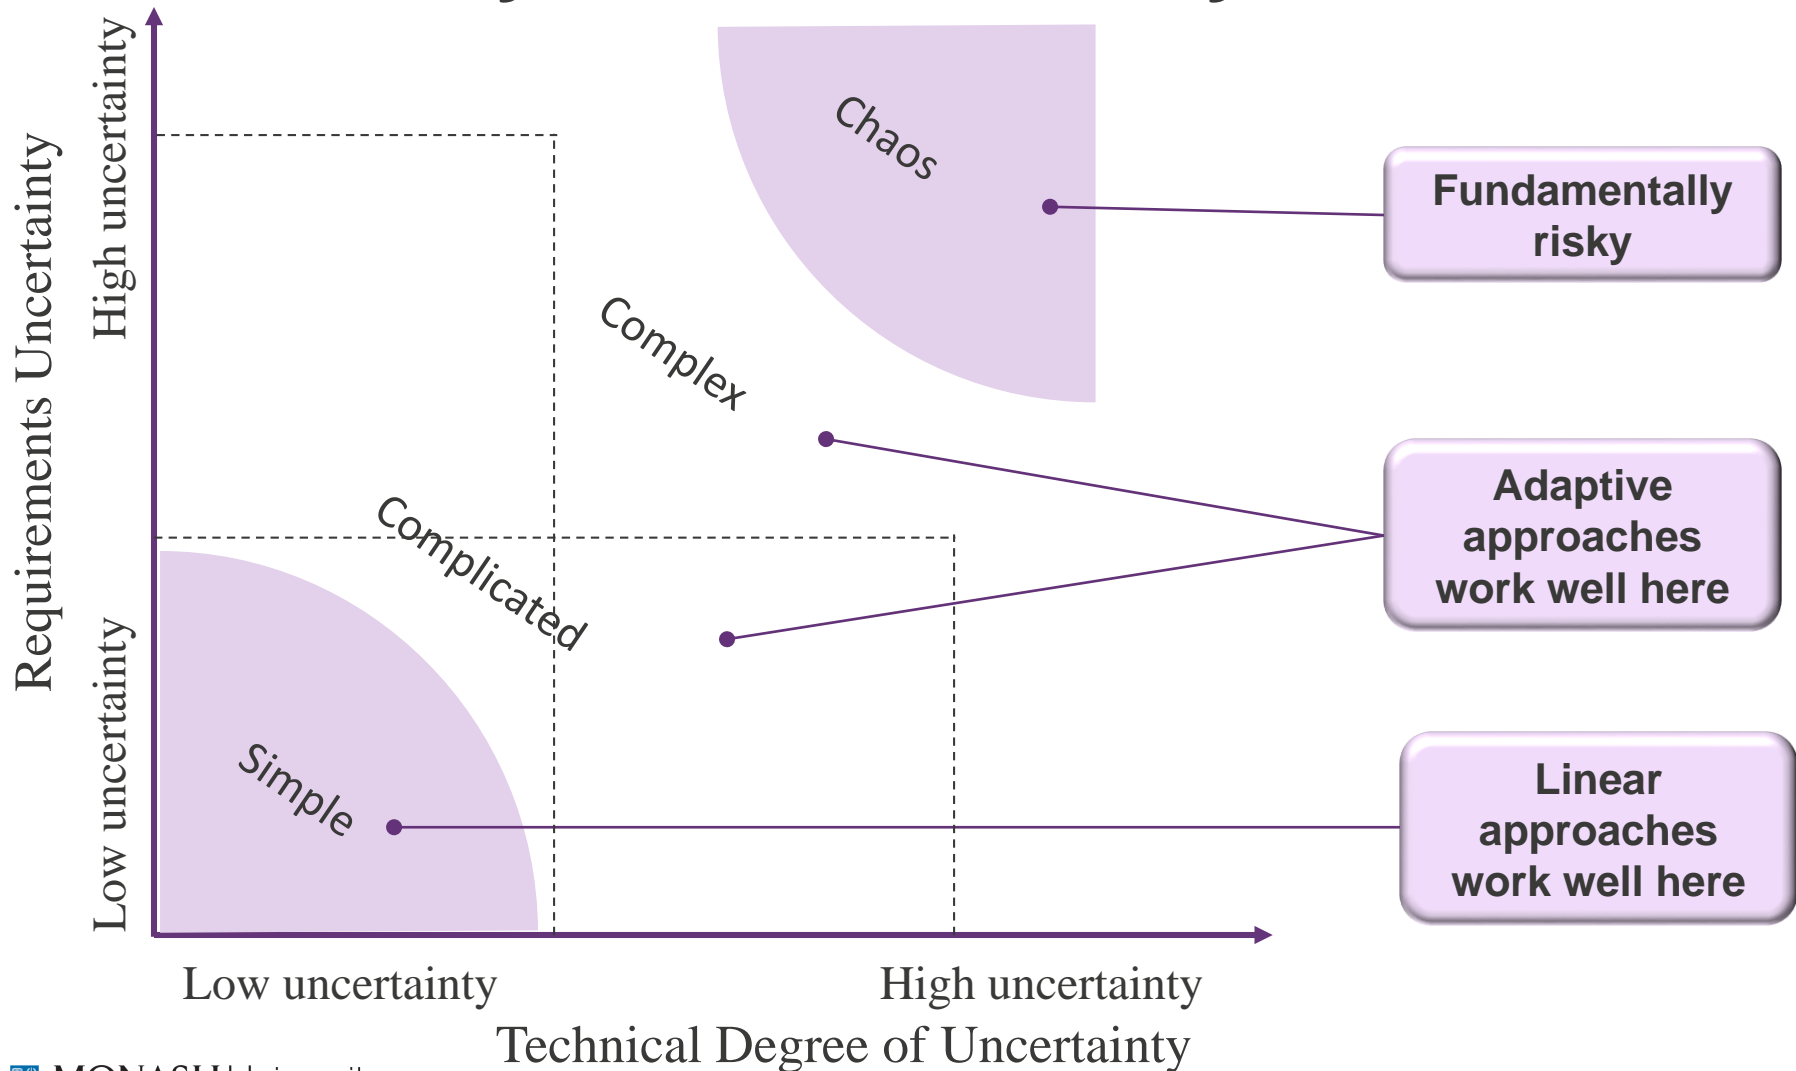 Requirements Uncertainty
High uncertainty
Low uncertainty
Chaos
Complex
Complicated
Simple
Fundamentally
risky
Adaptive
approaches
work well here
Linear
approaches
work well here
Low uncertainty
High uncertainty
Technical Degree of Uncertainty
MONASH